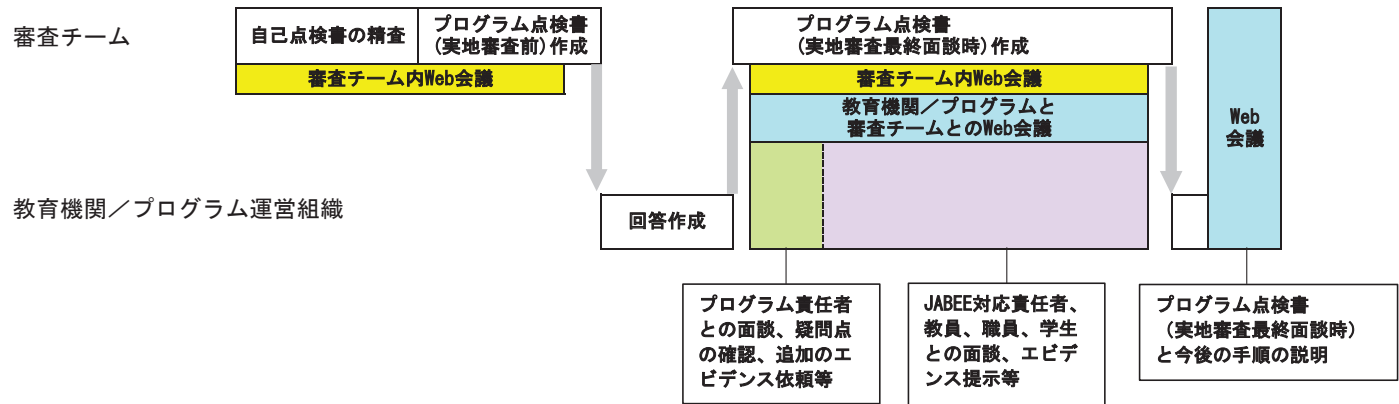 審査チーム
自己点検書の精査
プログラム点検書
(実地審査前)作成
審査チーム内Web会議
プログラム点検書
(実地審査最終面談時)作成
審査チーム内Web会議
教育機関／プログラムと
審査チームとのWeb会議
Web
会議
教育機関／プログラム運営組織
回答作成
プログラム責任者
との面談、疑問点
の確認、追加のエ
ビデンス依頼等
JABEE対応責任者、
教員、職員、学生
との面談、エビデ
ンス提示等
プログラム点検書
（実地審査最終面談時）
と今後の手順の説明